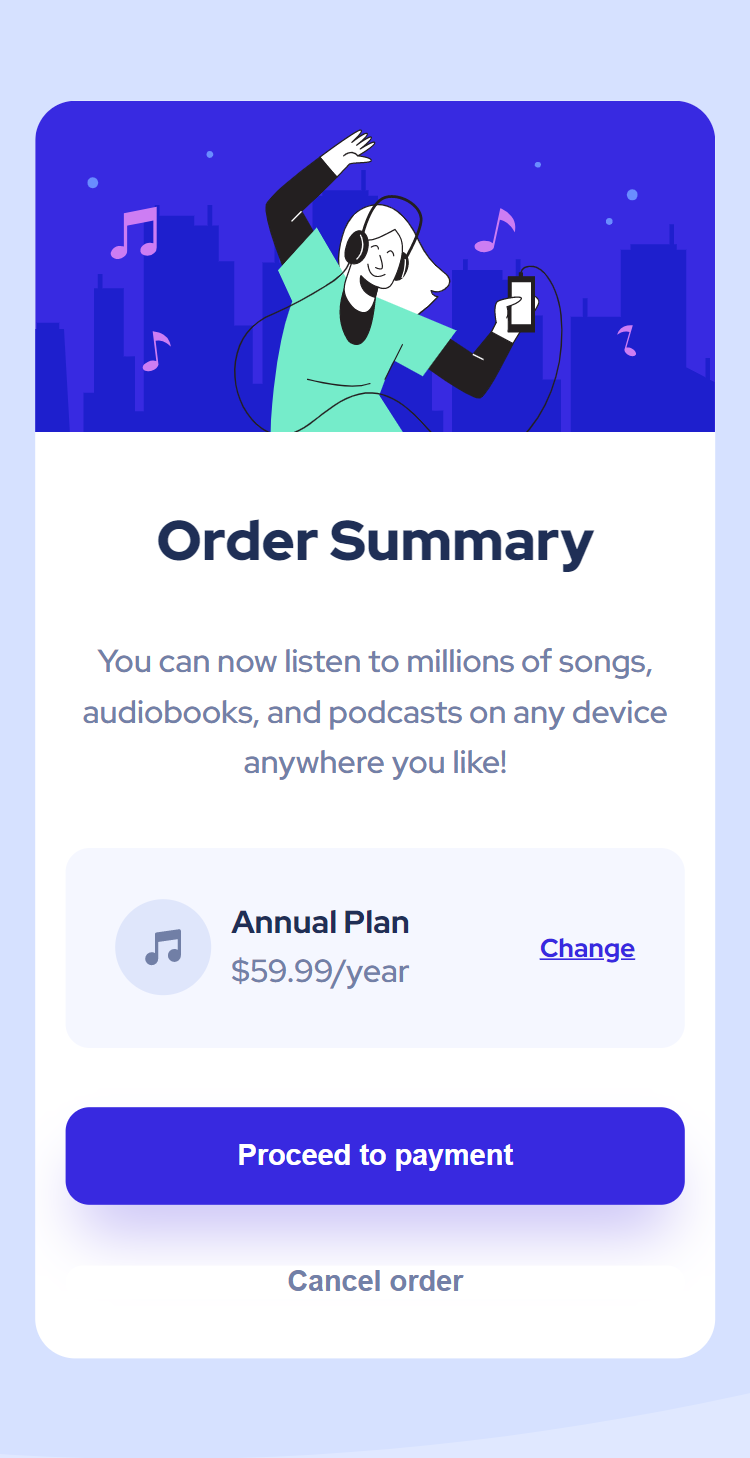 Order Summary
You can now listen to millions of songs,
audiobooks, and podcasts on any device
anywhere you like!
Annual Plan
$59.99/year
Change
Proceed to payment
Cancel order